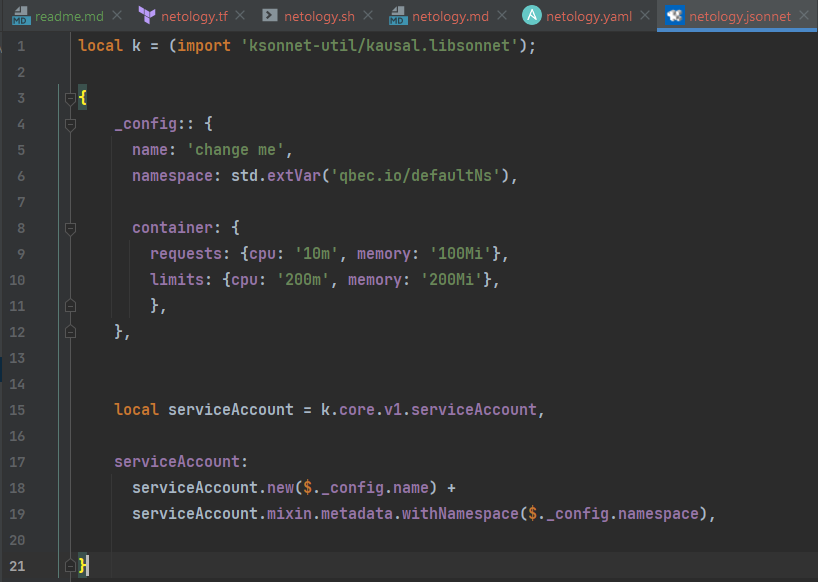 MD readme.md netology.tf netology.sh MD netology.md A netology.yaml netology.jsonnet
1 local k = (import 'ksonnet-util/kausal.libsonnet');
2
3 {
4 _config:: {
5 name: 'change me',
6 namespace: std.extVar('qbec.io/defaultNs'),
7
8 container: {
9 requests: {cpu: '10m', memory: '100Mi'},
10 limits: {cpu: '200m', memory: '200Mi'},
11 },
12 },
13
14
15 local serviceAccount = k.core.v1.serviceAccount,
16
17 serviceAccount:
18 serviceAccount.new($._config.name) +
19 serviceAccount.mixin.metadata.withNamespace($._config.namespace),
20
21 }